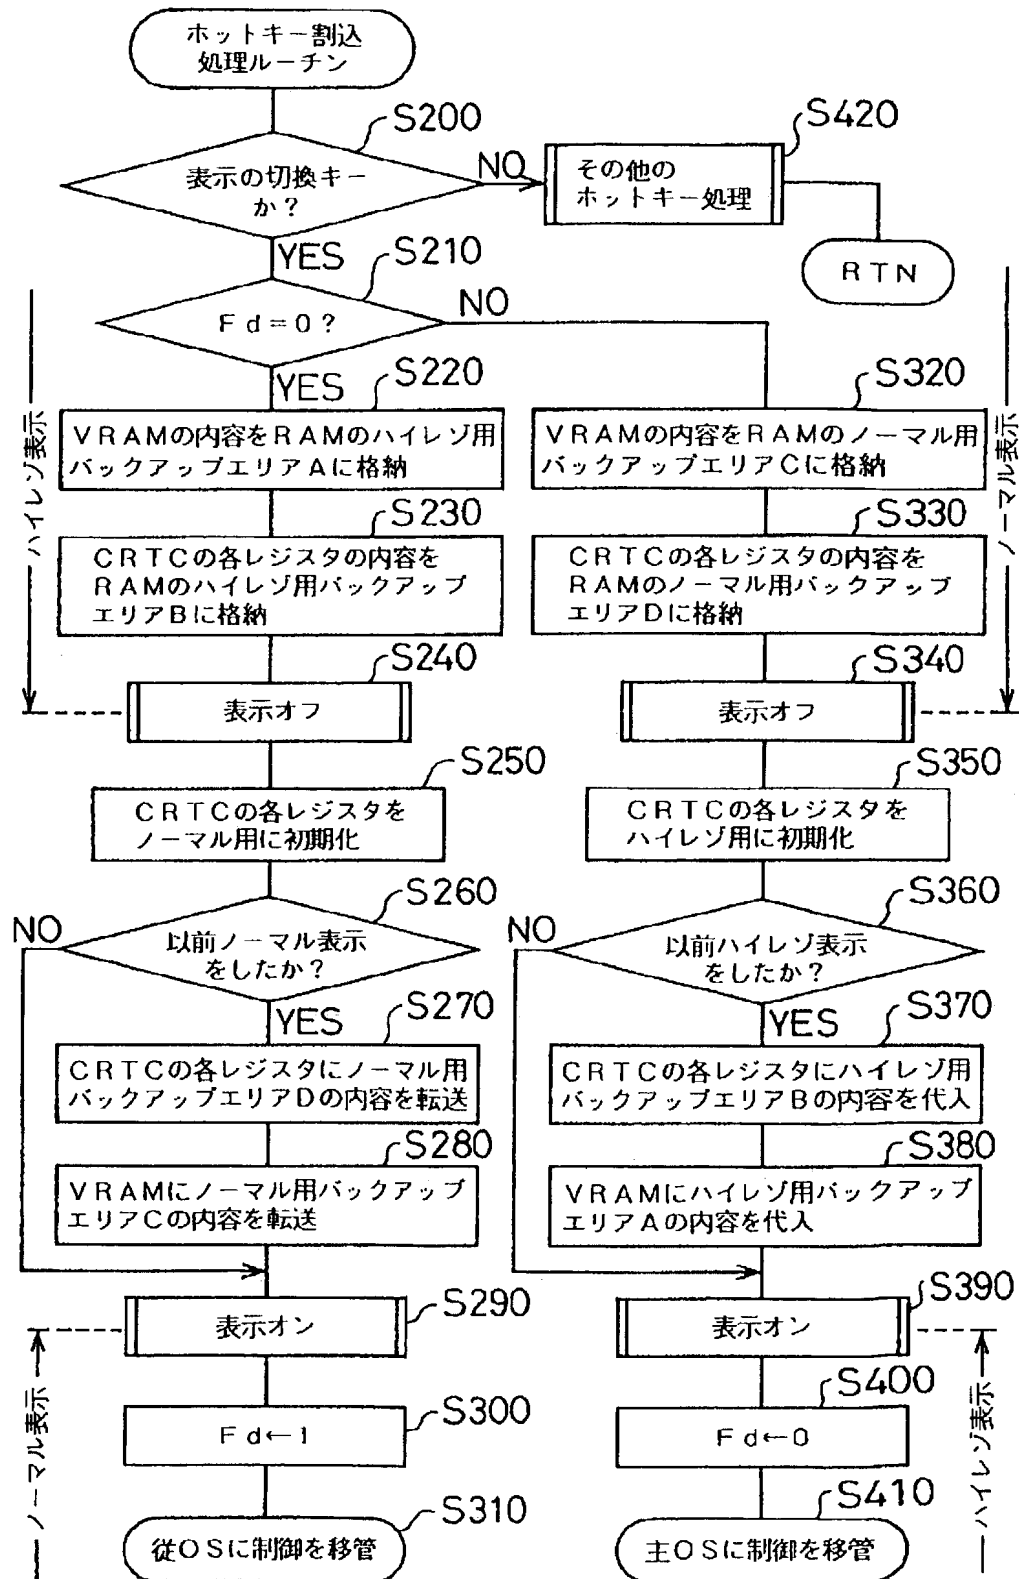 ホットキー割込
処理ルーチン
S200
表示の切換キー
か？
NO
S420
その他の
ホットキー処理
RTN
YES
S210
Fd=0？
NO
YES
ハイレゾ表示
ノーマル表示
S220
VRAMの内容をRAMのハイレゾ用
バックアップエリアAに格納
S320
VRAMの内容をRAMのノーマル用
バックアップエリアCに格納
S230
CRTCの各レジスタの内容を
RAMのハイレゾ用バックアップ
エリアBに格納
S330
CRTCの各レジスタの内容を
RAMのノーマル用バックアップ
エリアDに格納
S240
表示オフ
S340
表示オフ
S250
CRTCの各レジスタを
ノーマル用に初期化
S350
CRTCの各レジスタを
ハイレゾ用に初期化
S260
NO
以前ノーマル表示
をしたか？
YES
S360
NO
以前ハイレゾ表示
をしたか？
YES
S270
CRTCの各レジスタにノーマル用
バックアップエリアDの内容を転送
S370
CRTCの各レジスタにハイレゾ用
バックアップエリアBの内容を代入
S280
VRAMにノーマル用バックアップ
エリアCの内容を転送
S380
VRAMにハイレゾ用バックアップ
エリアAの内容を代入
S290
表示オン
S390
表示オン
ノーマル表示
ハイレゾ表示
S300
Fd←1
S400
Fd←0
S310
従OSに制御を移管
S410
主OSに制御を移管